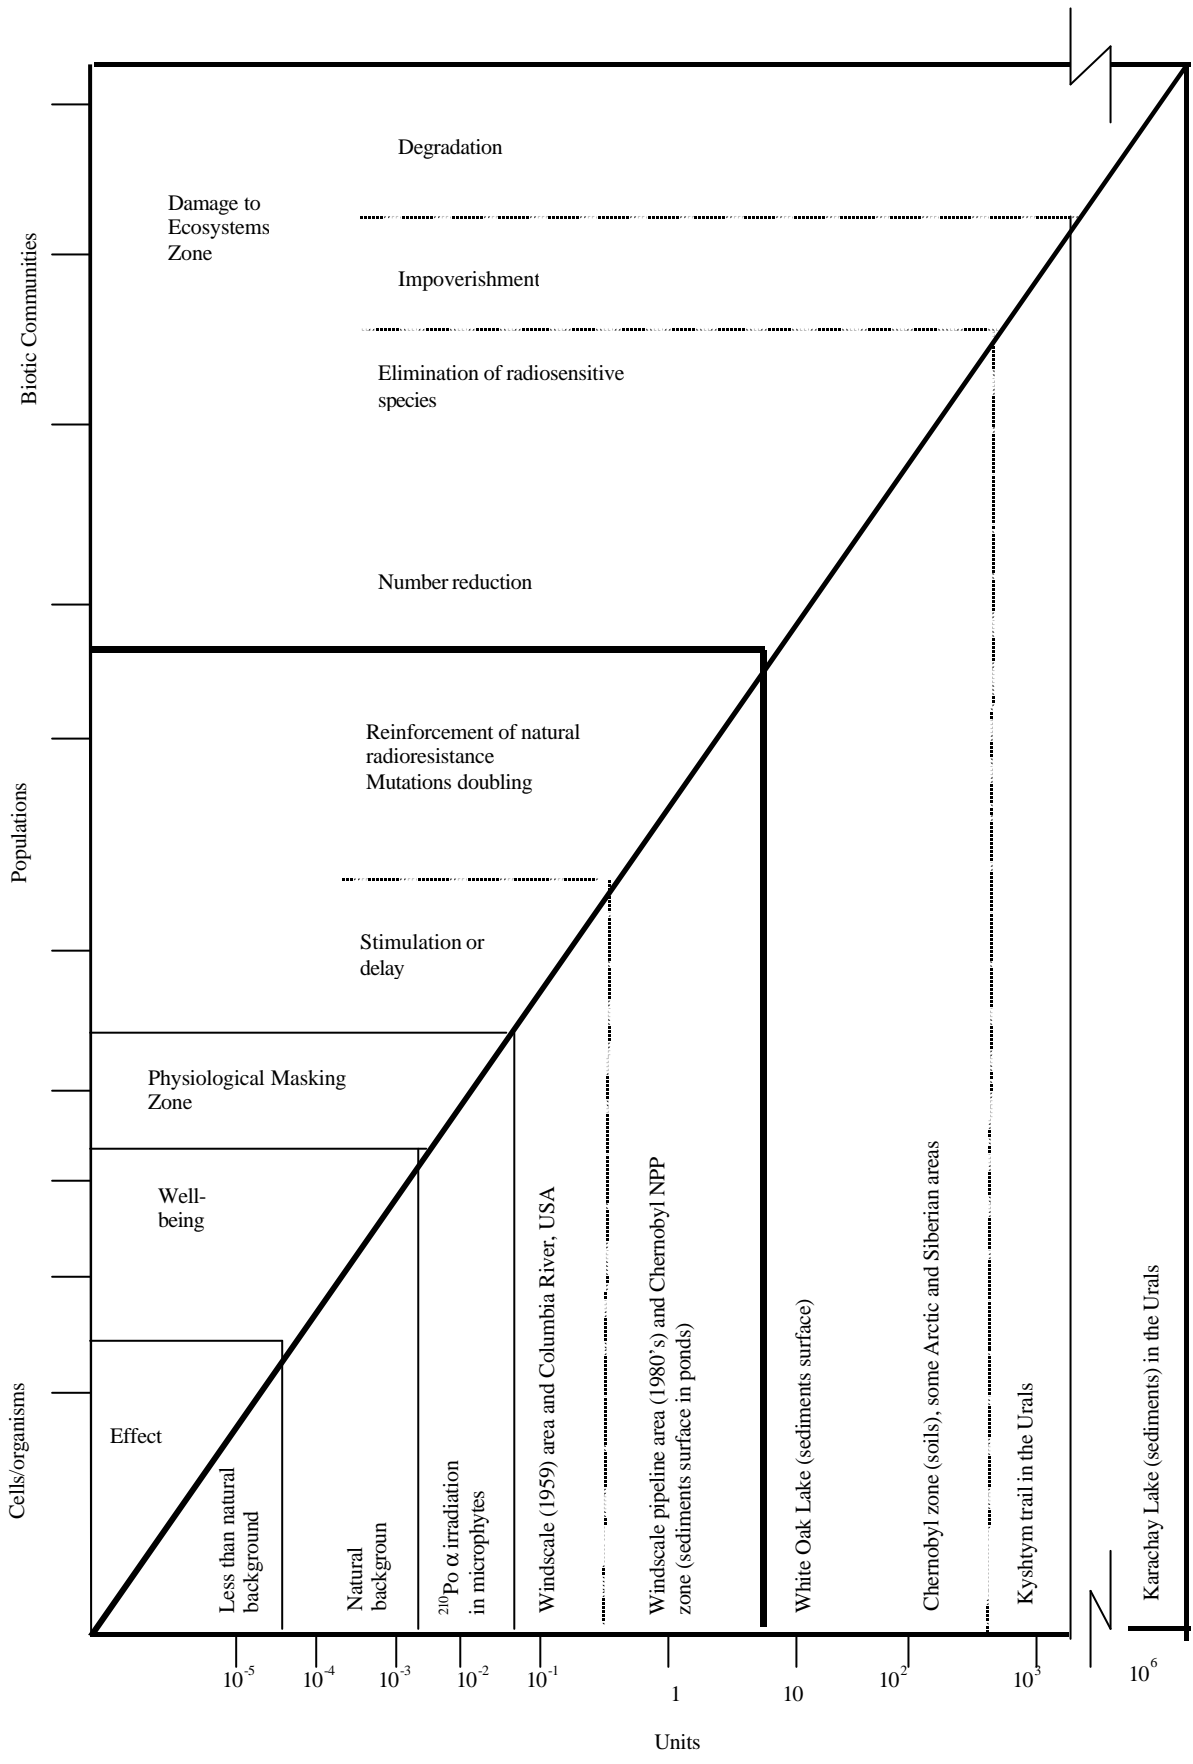 Degradation
Damage to
Ecosystems
Zone
Impoverishment
Elimination of radiosensitive
species
Number reduction
Biotic Communities
Reinforcement of natural
radioresistance
Mutations doubling
Populations
Stimulation or
delay
Physiological Masking
Zone
Well-
being
Effect
Cells/organisms
Less than natural
background
Natural
backgroun
²¹⁰Po α irradiation
in microphytes
Windscale (1959) area and Columbia River, USA
Windscale pipeline area (1980's) and Chernobyl NPP
zone (sediments surface in ponds)
White Oak Lake (sediments surface)
Chernobyl zone (soils), some Arctic and Siberian areas
Kyshtym trail in the Urals
Karachay Lake (sediments) in the Urals
10⁻⁵ 10⁻⁴ 10⁻³ 10⁻² 10⁻¹ 1 10 10² 10³ 10⁶
Units